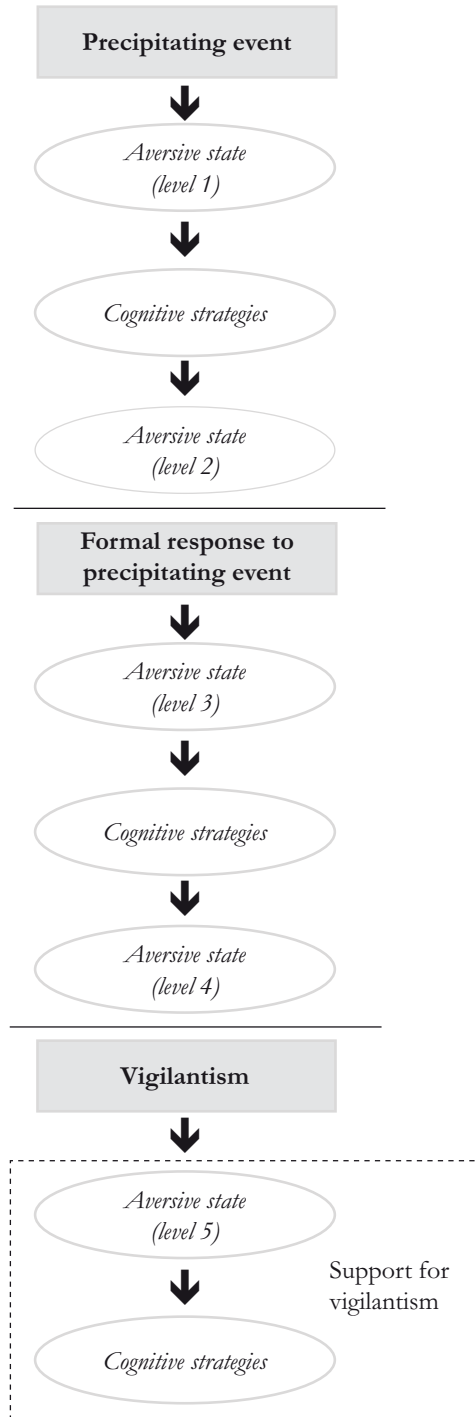 Precipitating event
Aversive state
(level 1)
Cognitive strategies
Aversive state
(level 2)
Formal response to
precipitating event
Aversive state
(level 3)
Cognitive strategies
Aversive state
(level 4)
Vigilantism
Aversive state
(level 5)
Support for
vigilantism
Cognitive strategies